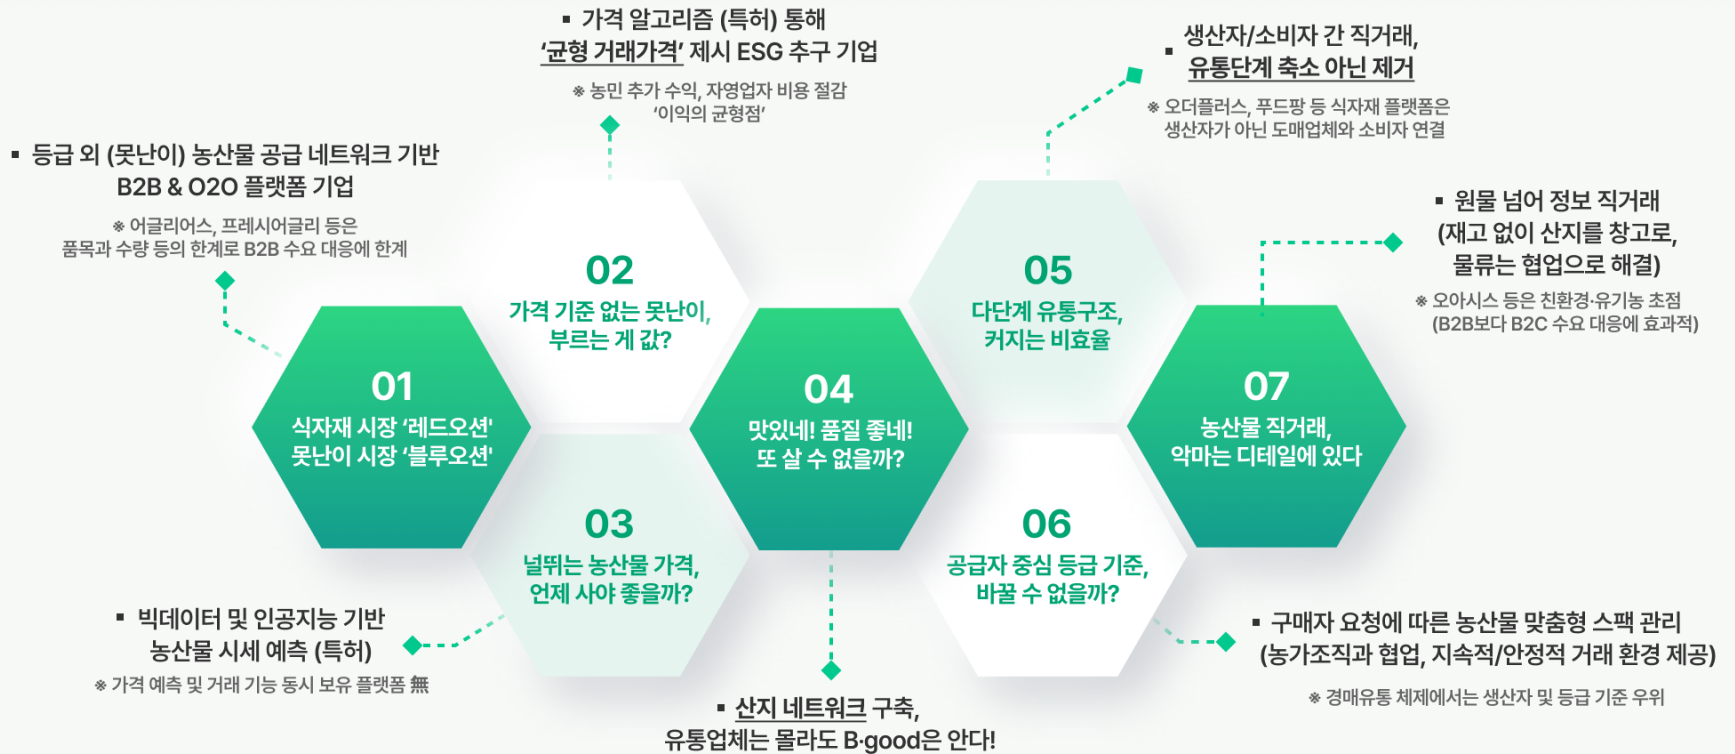 ▪ 등급 외 (못난이) 농산물 공급 네트워크 기반
B2B & O2O 플랫폼 기업
※ 어글리어스, 프레시어글리 등은
품목과 수량 등의 한계로 B2B 수요 대응에 한계
01
식자재 시장 ‘레드오션'
못난이 시장 ‘블루오션'
▪ 가격 알고리즘 (특허) 통해
‘균형 거래가격’ 제시 ESG 추구 기업
※ 농민 추가 수익, 자영업자 비용 절감
‘이익의 균형점’
02
가격 기준 없는 못난이,
부르는 게 값?
03
널뛰는 농산물 가격,
언제 사야 좋을까?
▪ 빅데이터 및 인공지능 기반
농산물 시세 예측 (특허)
※ 가격 예측 및 거래 기능 동시 보유 플랫폼 無
04
맛있네! 품질 좋네!
또 살 수 없을까?
▪ 산지 네트워크 구축,
유통업체는 몰라도 B·good은 안다!
▪ 생산자/소비자 간 직거래,
유통단계 축소 아닌 제거
※ 오더플러스, 푸드팡 등 식자재 플랫폼은
생산자가 아닌 도매업체와 소비자 연결
05
다단계 유통구조,
커지는 비효율
06
공급자 중심 등급 기준,
바꿀 수 없을까?
▪ 구매자 요청에 따른 농산물 맞춤형 스팩 관리
(농가조직과 협업, 지속적/안정적 거래 환경 제공)
※ 경매유통 체제에서는 생산자 및 등급 기준 우위
07
농산물 직거래,
악마는 디테일에 있다
▪ 원물 넘어 정보 직거래
(재고 없이 산지를 창고로,
물류는 협업으로 해결)
※ 오아시스 등은 친환경·유기농 초점
(B2B보다 B2C 수요 대응에 효과적)